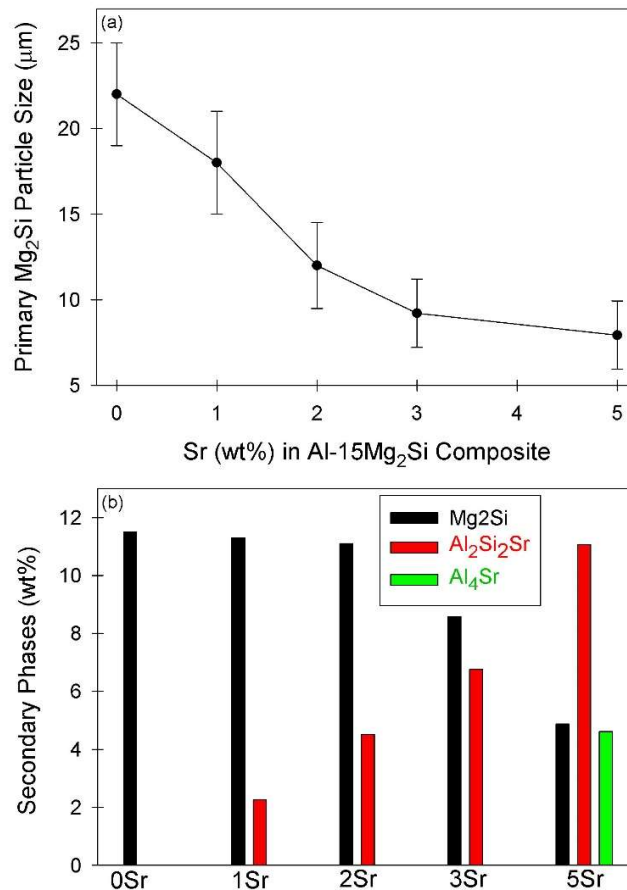 (a)
Primary Mg₂Si Particle Size (μm)
25
20
15
10
5
0 1 2 3 4 5
Sr (wt%) in Al-15Mg₂Si Composite
(b)
Secondary Phases (wt%)
12
10
8
6
4
2
0
Mg2Si
Al₂Si₂Sr
Al₄Sr
0Sr 1Sr 2Sr 3Sr 5Sr